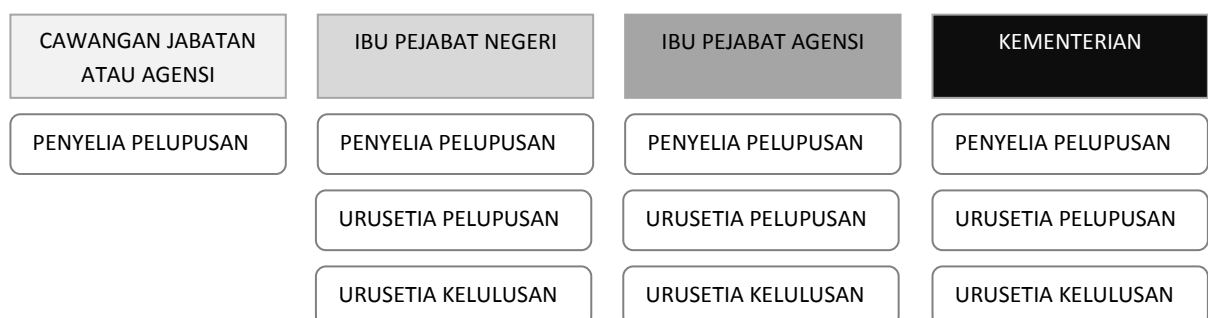 CAWANGAN JABATAN
ATAU AGENSI
IBU PEJABAT NEGERI
IBU PEJABAT AGENSI
KEMENTERIAN
PENYELIA PELUPUSAN
PENYELIA PELUPUSAN
PENYELIA PELUPUSAN
PENYELIA PELUPUSAN
URUSETIA PELUPUSAN
URUSETIA PELUPUSAN
URUSETIA PELUPUSAN
URUSETIA KELULUSAN
URUSETIA KELULUSAN
URUSETIA KELULUSAN